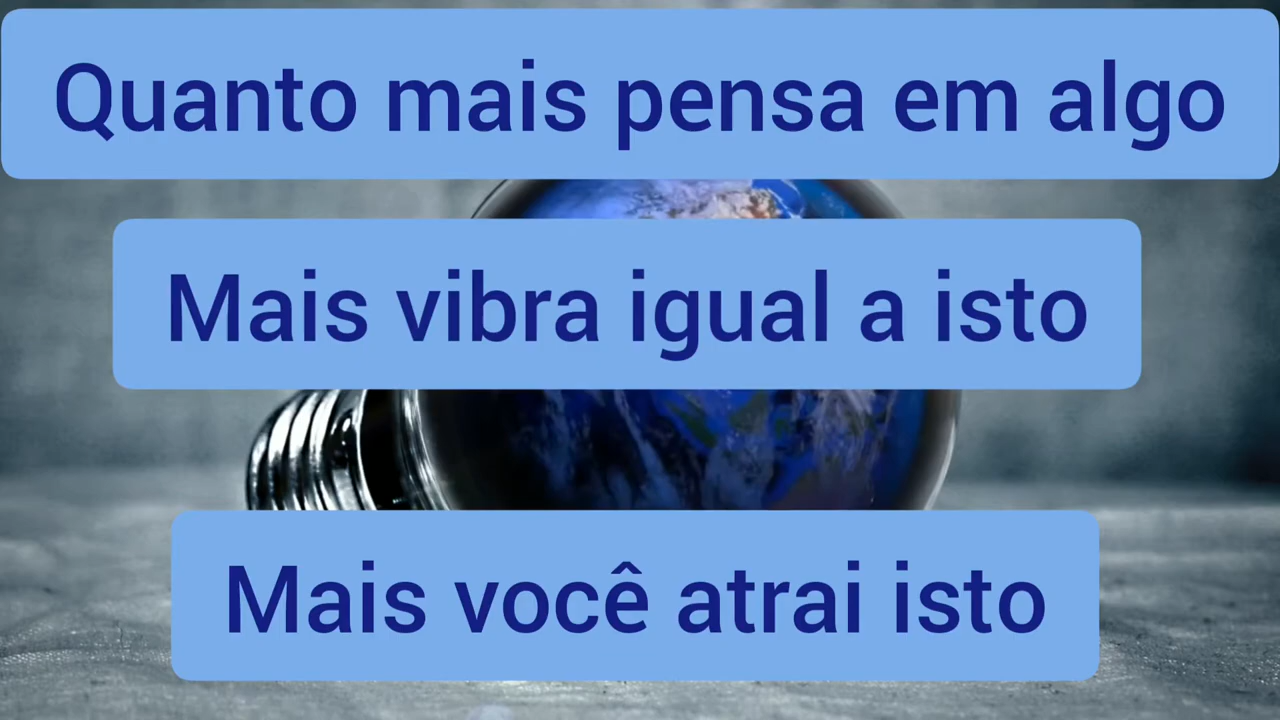 Quanto mais pensa em algo
Mais vibra igual a isto
Mais você atrai isto